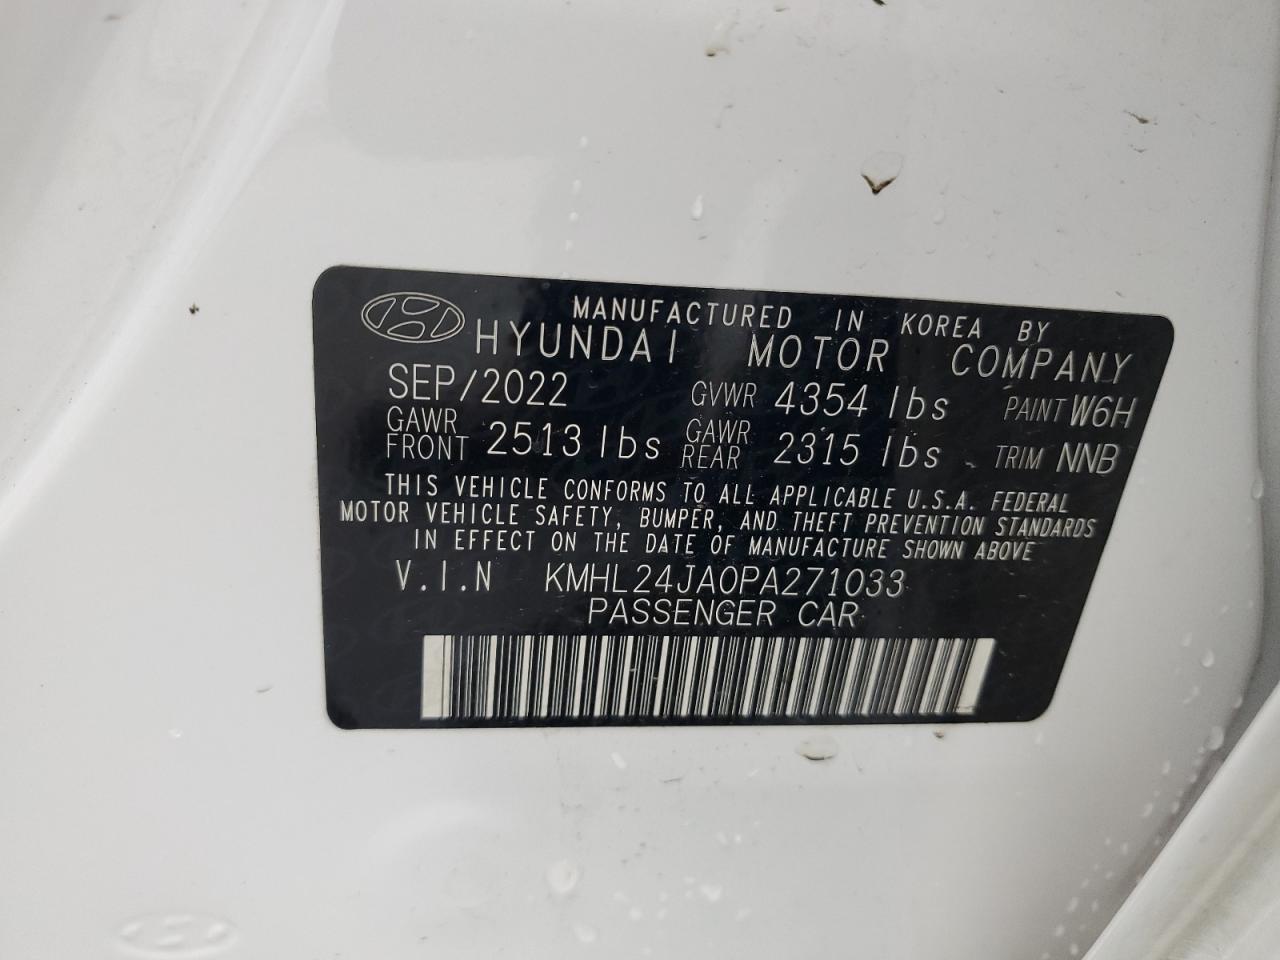 MANUFACTURED IN KOREA BY
HYUNDAI MOTOR COMPANY
SEP/2022 GVWR 4354 lbs PAINT W6H
GAWR FRONT 2513 lbs GAWR REAR 2315 lbs TRIM NNB
THIS VEHICLE CONFORMS TO ALL APPLICABLE U.S.A. FEDERAL
MOTOR VEHICLE SAFETY, BUMPER, AND THEFT PREVENTION STANDARDS
IN EFFECT ON THE DATE OF MANUFACTURE SHOWN ABOVE
V.I.N KMHL24JA0PA271033
PASSENGER CAR